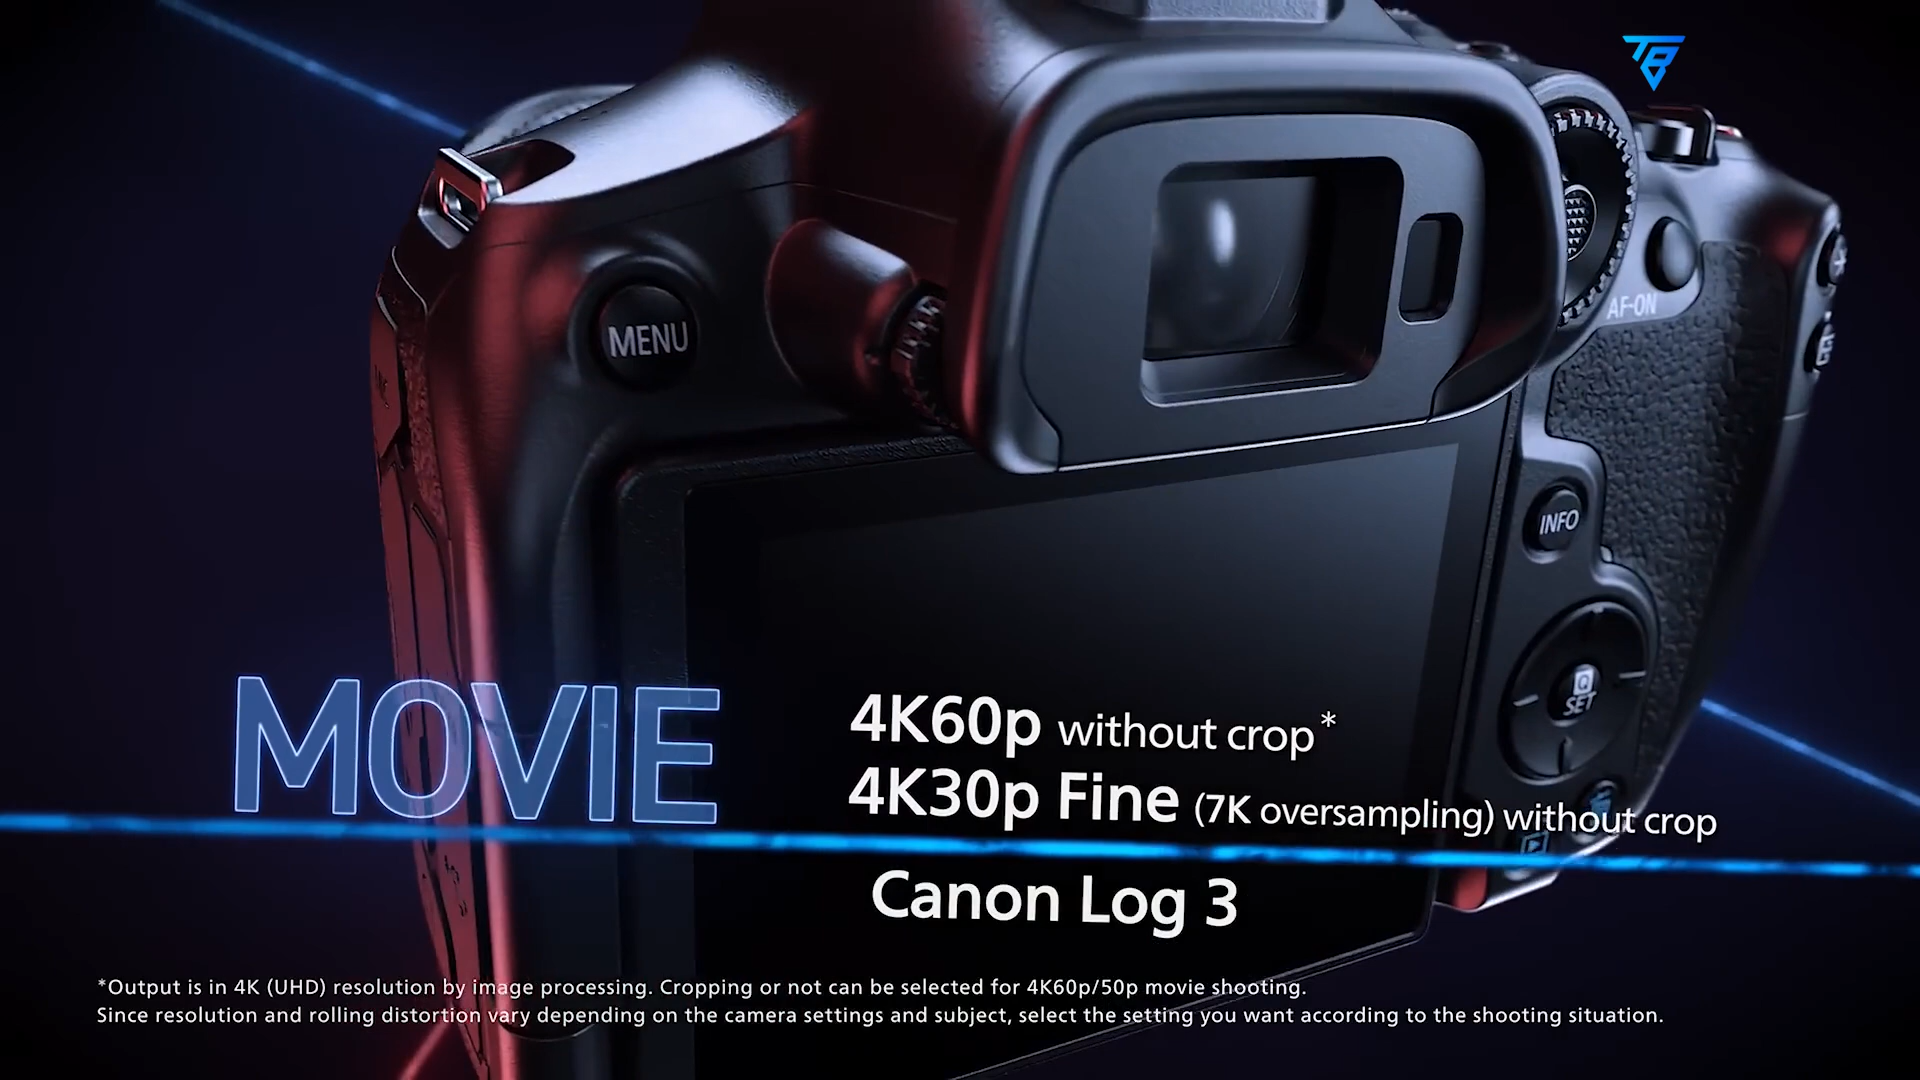 MENU
AF-ON
INFO
Q
SET
MOVIE
4K60p without crop*
4K30p Fine (7K oversampling) without crop
Canon Log 3
*Output is in 4K (UHD) resolution by image processing. Cropping or not can be selected for 4K60p/50p movie shooting.
Since resolution and rolling distortion vary depending on the camera settings and subject, select the setting you want according to the shooting situation.